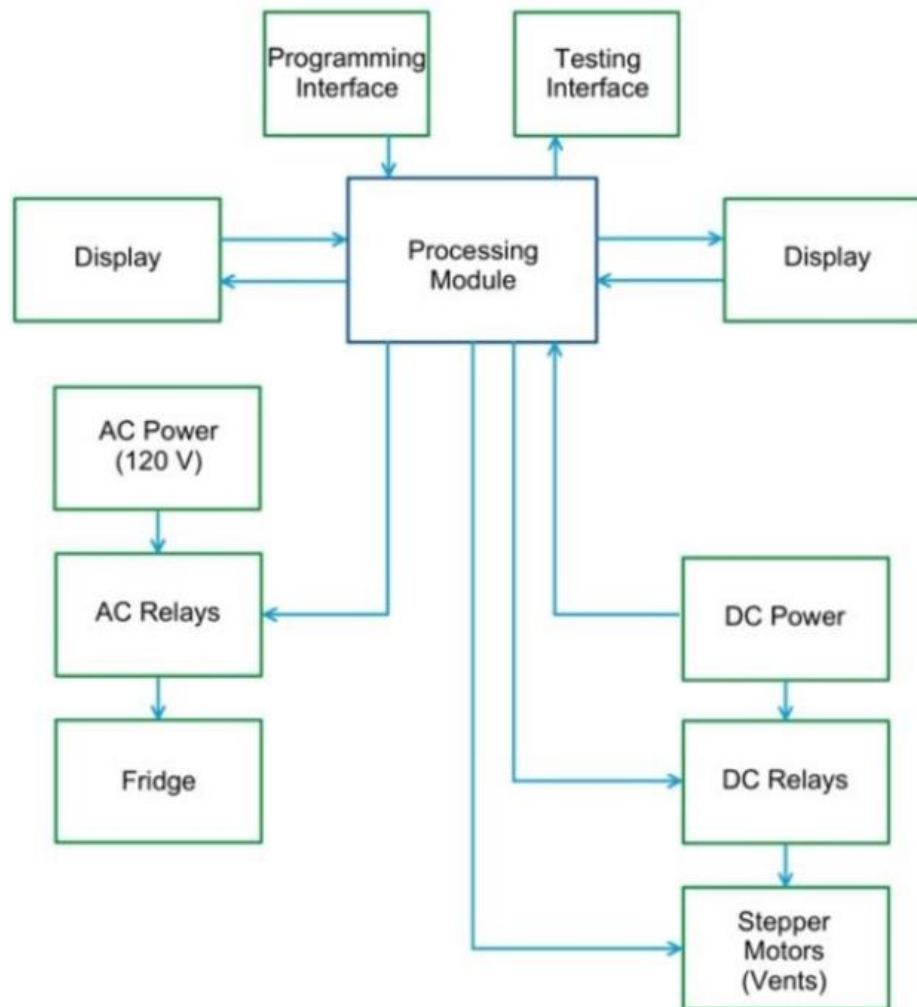 Programming
Interface
Testing
Interface
Display
Processing
Module
Display
AC Power
(120 V)
AC Relays
DC Power
Fridge
DC Relays
Stepper
Motors
(Vents)